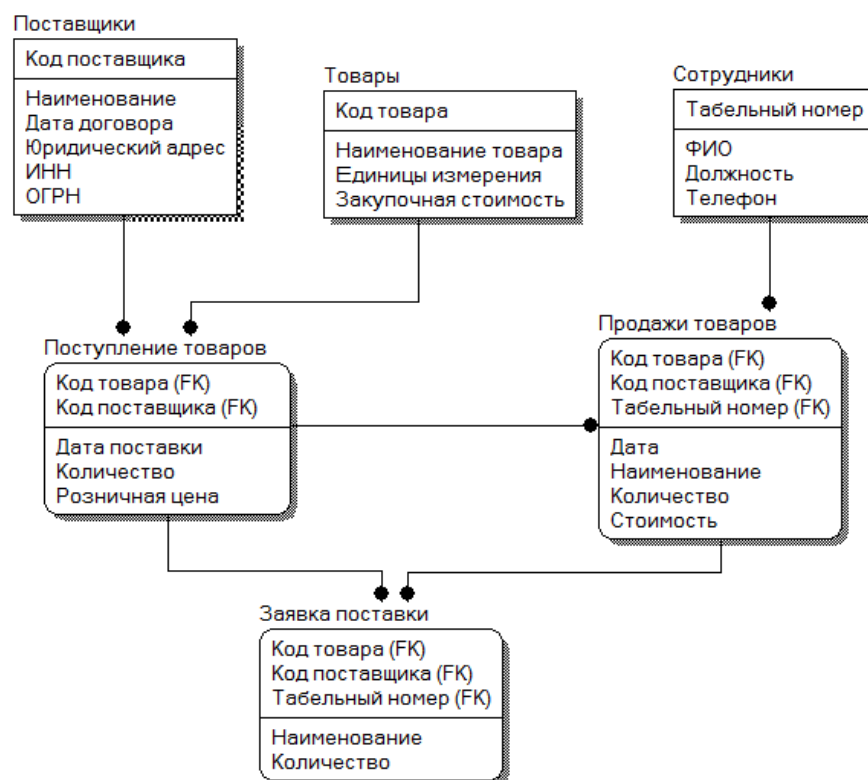 Поставщики
Код поставщика
Наименование
Дата договора
Юридический адрес
ИНН
ОГРН
Товары
Код товара
Наименование товара
Единицы измерения
Закупочная стоимость
Сотрудники
Табельный номер
ФИО
Должность
Телефон
Поступление товаров
Код товара (FK)
Код поставщика (FK)
Дата поставки
Количество
Розничная цена
Продажи товаров
Код товара (FK)
Код поставщика (FK)
Табельный номер (FK)
Дата
Наименование
Количество
Стоимость
Заявка поставки
Код товара (FK)
Код поставщика (FK)
Табельный номер (FK)
Наименование
Количество